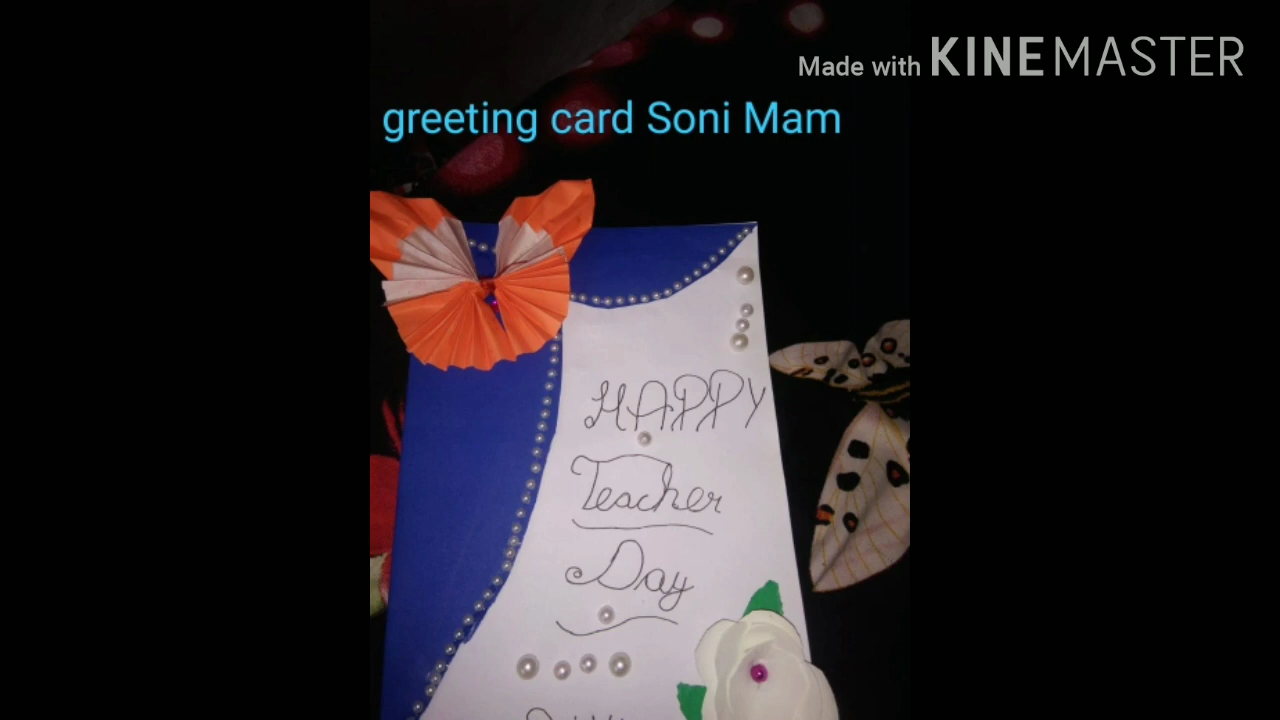 Made with KINEMASTER
greeting card Soni Mam
HAPPY
Teacher
Day